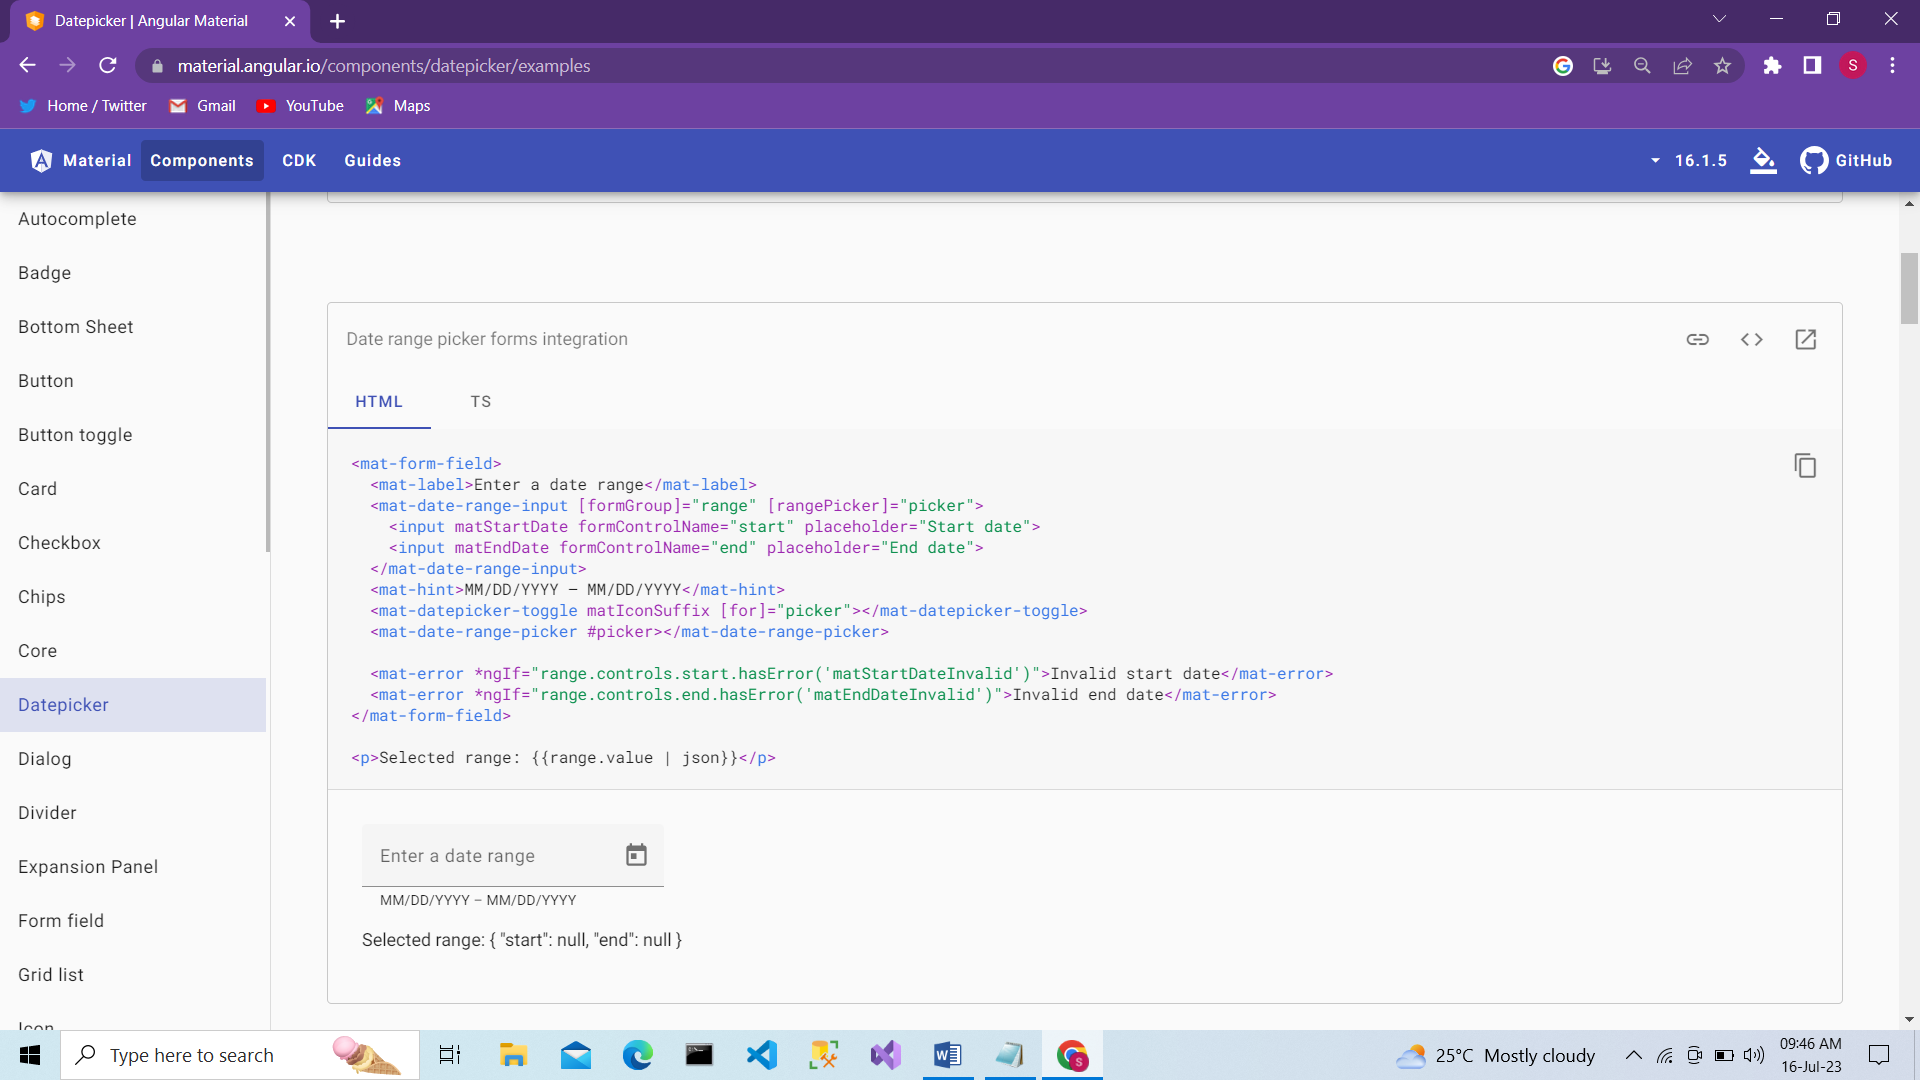 Datepicker | Angular Material
material.angular.io/components/datepicker/examples
S
Home / Twitter
Gmail
YouTube
Maps
Material
Components
CDK
Guides
16.1.5
GitHub
Autocomplete
Badge
Bottom Sheet
Button
Button toggle
Card
Checkbox
Chips
Core
Datepicker
Dialog
Divider
Expansion Panel
Form field
Grid list
Icon
Date range picker forms integration
HTML
TS
<mat-form-field>
  <mat-label>Enter a date range</mat-label>
  <mat-date-range-input [formGroup]="range" [rangePicker]="picker">
    <input matStartDate formControlName="start" placeholder="Start date">
    <input matEndDate formControlName="end" placeholder="End date">
  </mat-date-range-input>
  <mat-hint>MM/DD/YYYY – MM/DD/YYYY</mat-hint>
  <mat-datepicker-toggle matIconSuffix [for]="picker"></mat-datepicker-toggle>
  <mat-date-range-picker #picker></mat-date-range-picker>
  <mat-error *ngIf="range.controls.start.hasError('matStartDateInvalid')">Invalid start date</mat-error>
  <mat-error *ngIf="range.controls.end.hasError('matEndDateInvalid')">Invalid end date</mat-error>
</mat-form-field>
<p>Selected range: {{range.value | json}}</p>
Enter a date range
MM/DD/YYYY – MM/DD/YYYY
Selected range: { "start": null, "end": null }
Type here to search
25°C Mostly cloudy
09:46 AM
16-Jul-23